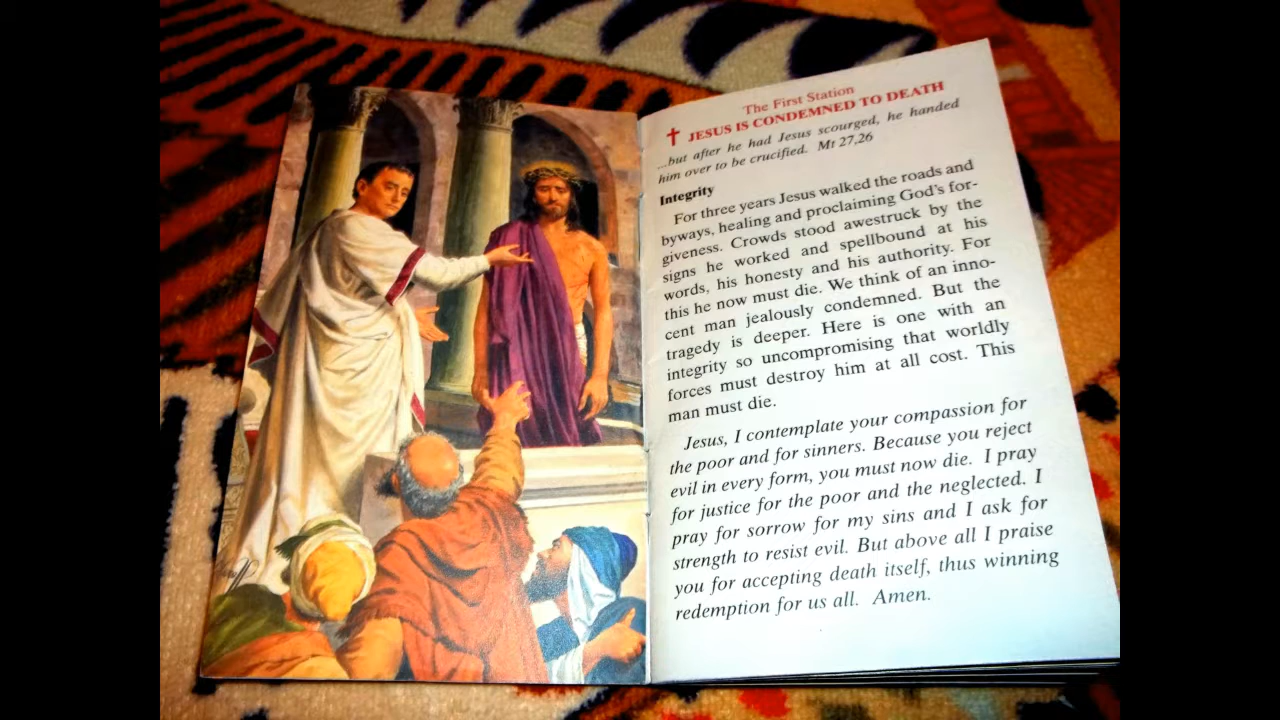 The First Station
✝ JESUS IS CONDEMNED TO DEATH
...but after he had Jesus scourged, he handed
him over to be crucified. Mt 27,26
Integrity
For three years Jesus walked the roads and
byways, healing and proclaiming God's for-
giveness. Crowds stood awestruck by the
signs he worked and spellbound at his
words, his honesty and his authority. For
this he now must die. We think of an inno-
cent man jealously condemned. But the
tragedy is deeper. Here is one with an
integrity so uncompromising that worldly
forces must destroy him at all cost. This
man must die.
Jesus, I contemplate your compassion for
the poor and for sinners. Because you reject
evil in every form, you must now die. I pray
for justice for the poor and the neglected. I
pray for sorrow for my sins and I ask for
strength to resist evil. But above all I praise
you for accepting death itself, thus winning
redemption for us all. Amen.